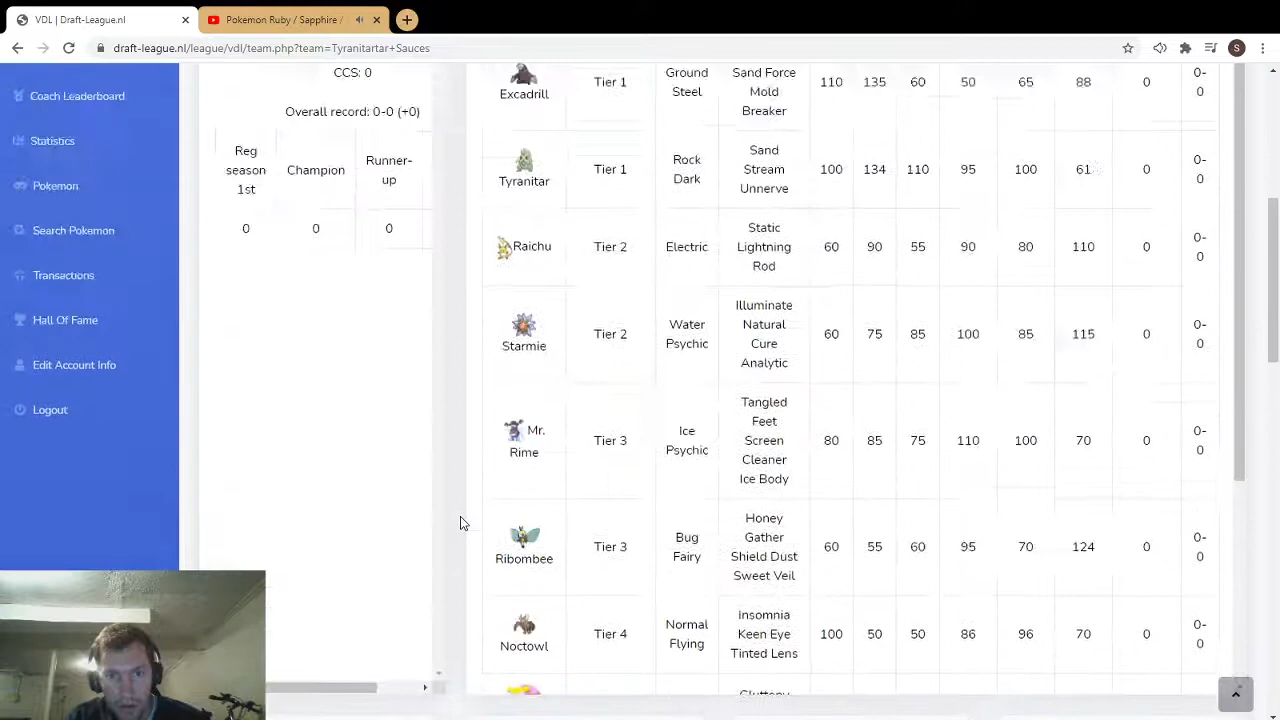 VDL | Draft-League.nl
Pokemon Ruby / Sapphire /
draft-league.nl/league/vdl/team.php?team=Tyranitartar+Sauces
S
Coach Leaderboard
Statistics
Pokemon
Search Pokemon
Transactions
Hall Of Fame
Edit Account Info
Logout
CCS: 0
Overall record: 0-0 (+0)
Reg
season
1st
Champion
Runner-
up
0 0 0
Excadrill Tier 1
Ground
Steel
Sand Force
Mold
Breaker
110 135 60 50 65 88 0
0-
0
Tyranitar Tier 1
Rock
Dark
Sand
Stream
Unnerve
100 134 110 95 100 61 0
0-
0
Raichu Tier 2 Electric
Static
Lightning
Rod
60 90 55 90 80 110 0
0-
0
Starmie Tier 2
Water
Psychic
Illuminate
Natural
Cure
Analytic
60 75 85 100 85 115 0
0-
0
Mr.
Rime
Tier 3
Ice
Psychic
Tangled
Feet
Screen
Cleaner
Ice Body
80 85 75 110 100 70 0
0-
0
Ribombee Tier 3
Bug
Fairy
Honey
Gather
Shield Dust
Sweet Veil
60 55 60 95 70 124 0
0-
0
Noctowl Tier 4
Normal
Flying
Insomnia
Keen Eye
Tinted Lens
100 50 50 86 96 70 0
0-
0